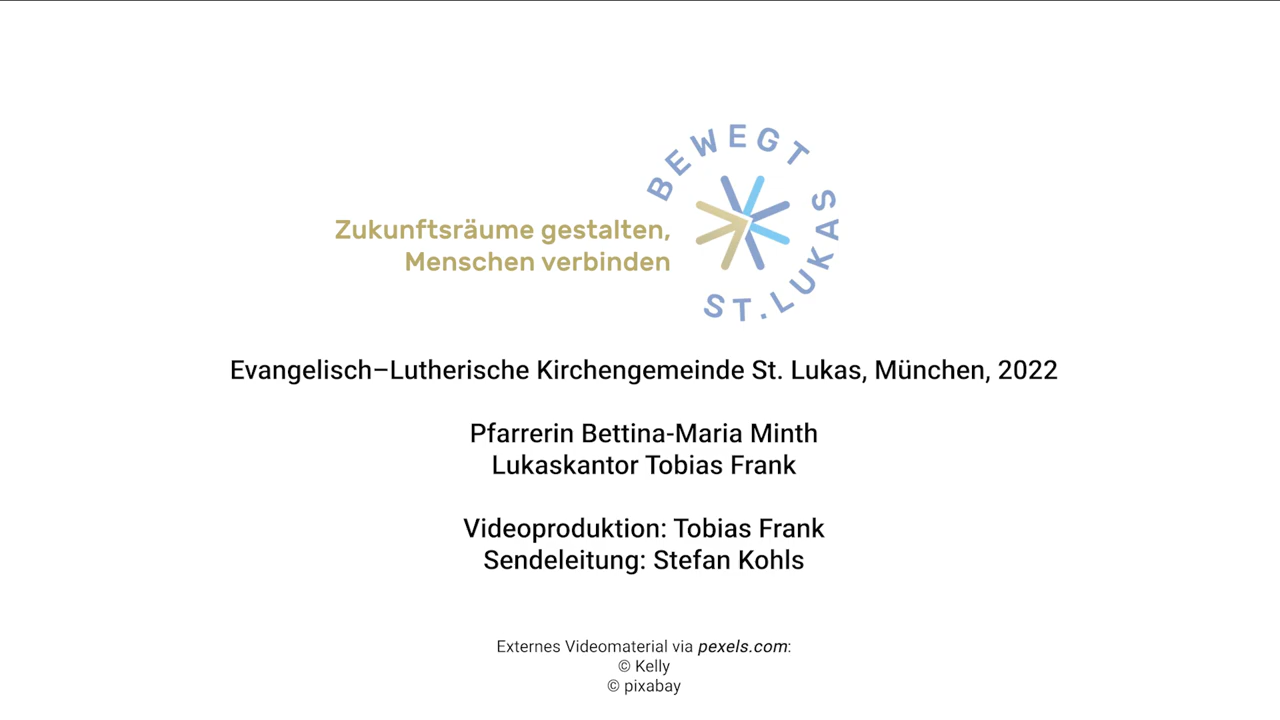 BEWEGT
ST. LUKAS
Zukunftsräume gestalten,
Menschen verbinden
Evangelisch–Lutherische Kirchengemeinde St. Lukas, München, 2022
Pfarrerin Bettina-Maria Minth
Lukaskantor Tobias Frank
Videoproduktion: Tobias Frank
Sendeleitung: Stefan Kohls
Externes Videomaterial via pexels.com:
© Kelly
© pixabay